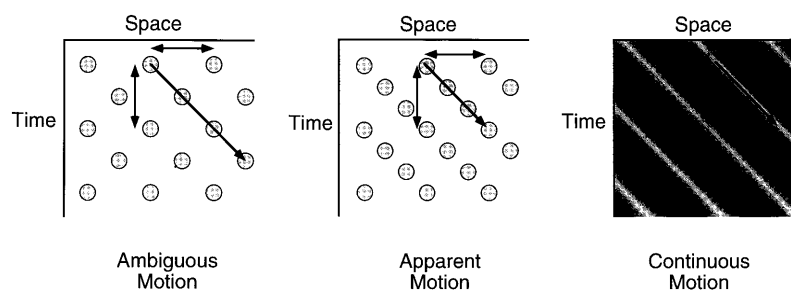 Space
Space
Space
Time
Time
Time
Ambiguous
Motion
Apparent
Motion
Continuous
Motion